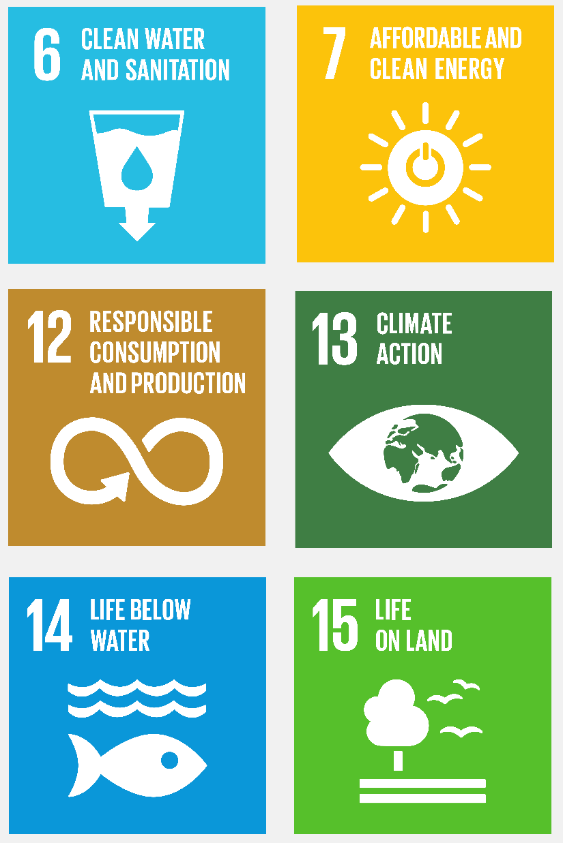 6 CLEAN WATER
AND SANITATION
7 AFFORDABLE AND
CLEAN ENERGY
12 RESPONSIBLE
CONSUMPTION
AND PRODUCTION
13 CLIMATE
ACTION
14 LIFE BELOW
WATER
15 LIFE
ON LAND